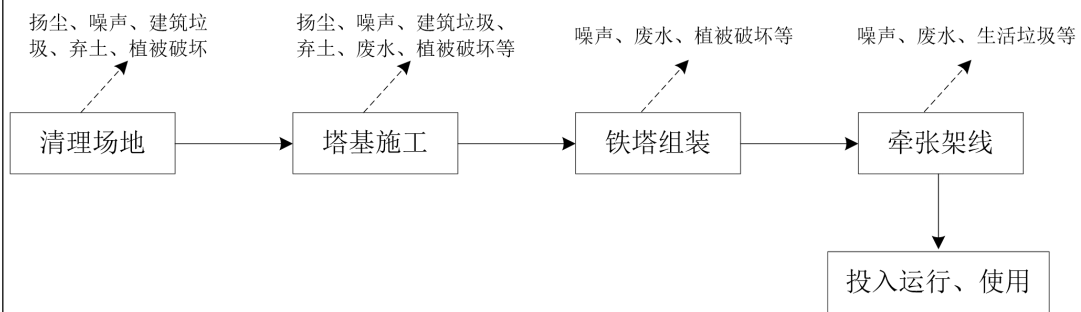 扬尘、噪声、建筑垃
圾、弃土、植被破坏
扬尘、噪声、建筑垃圾、
弃土、废水、植被破坏等
噪声、废水、植被破坏等
噪声、废水、生活垃圾等
清理场地
塔基施工
铁塔组装
牵张架线
投入运行、使用